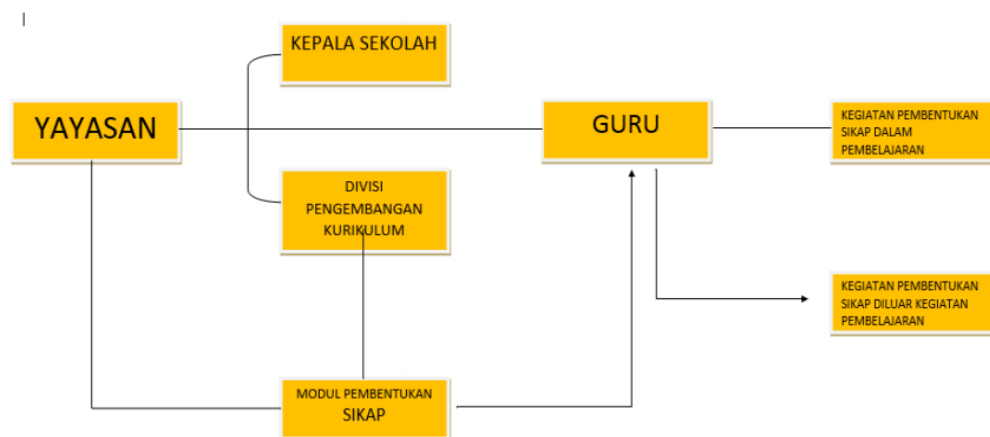 KEPALA SEKOLAH
YAYASAN
GURU
KEGIATAN PEMBENTUKAN
SIKAP DALAM
PEMBELAJARAN
DIVISI
PENGEMBANGAN
KURIKULUM
KEGIATAN PEMBENTUKAN
SIKAP DILUAR KEGIATAN
PEMBELAJARAN
MODUL PEMBENTUKAN
SIKAP